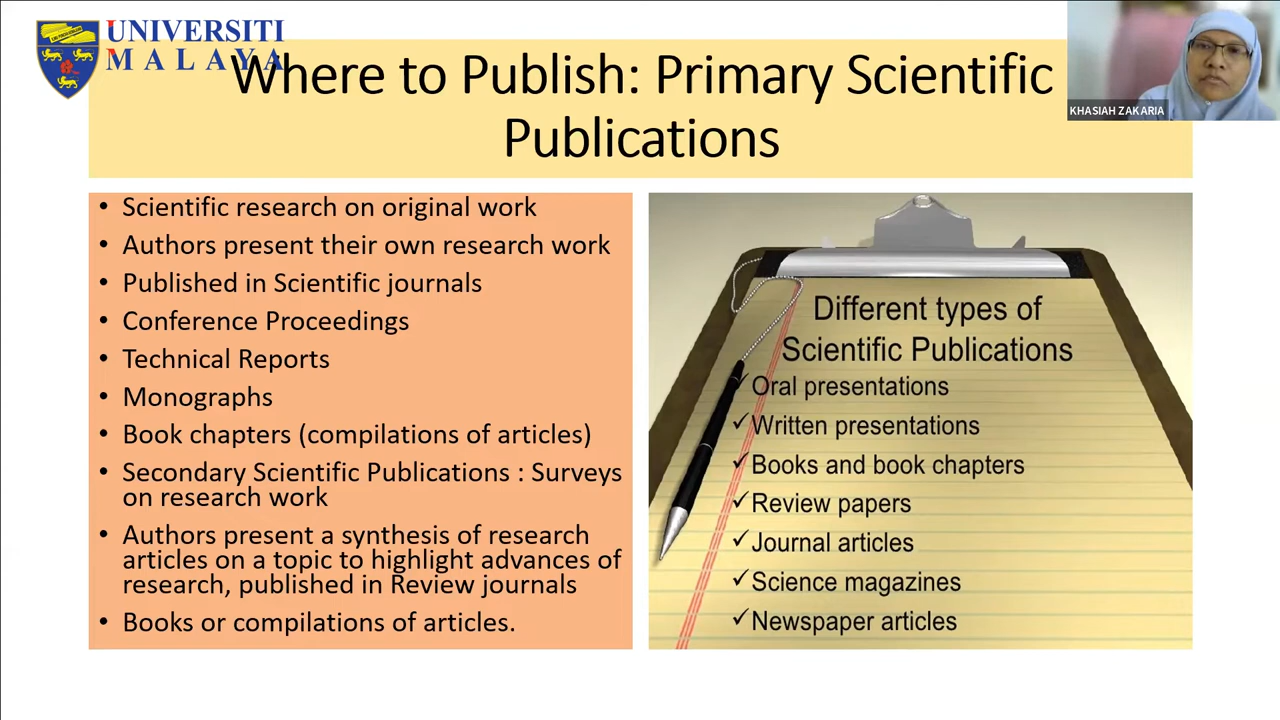 UNIVERSITI
MALAYA
Where to Publish: Primary Scientific
Publications
KHASIAH ZAKARIA
• Scientific research on original work
• Authors present their own research work
• Published in Scientific journals
• Conference Proceedings
• Technical Reports
• Monographs
• Book chapters (compilations of articles)
• Secondary Scientific Publications : Surveys
on research work
• Authors present a synthesis of research
articles on a topic to highlight advances of
research, published in Review journals
• Books or compilations of articles.
Different types of
Scientific Publications
✓Oral presentations
✓Written presentations
✓Books and book chapters
✓Review papers
✓Journal articles
✓Science magazines
✓Newspaper articles